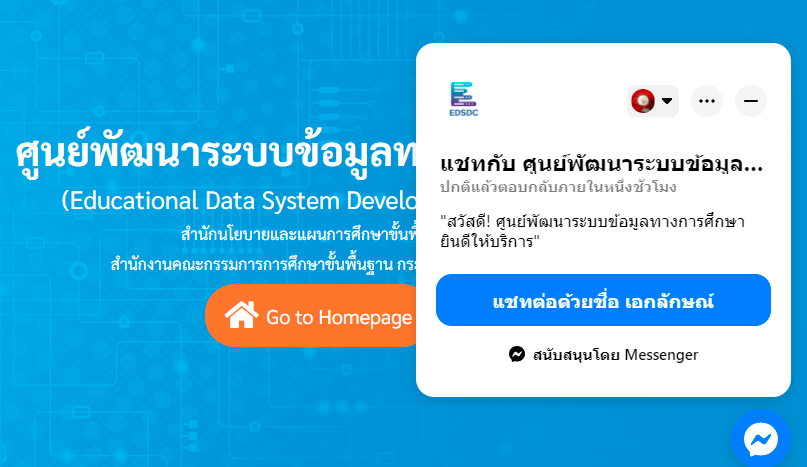 ศูนย์พัฒนาระบบข้อมูลท
(Educational Data System Develo
สำนักนโยบายและแผนการศึกษาขั้นพื้
สำนักงานคณะกรรมการการศึกษาขั้นพื้นฐาน กระ
Go to Homepage
EDSDC
แชทกับ ศูนย์พัฒนาระบบข้อมูล...
ปกติแล้วตอบกลับภายในหนึ่งชั่วโมง
"สวัสดี! ศูนย์พัฒนาระบบข้อมูลทางการศึกษา
ยินดีให้บริการ"
แชทต่อด้วยชื่อ เอกลักษณ์
สนับสนุนโดย Messenger